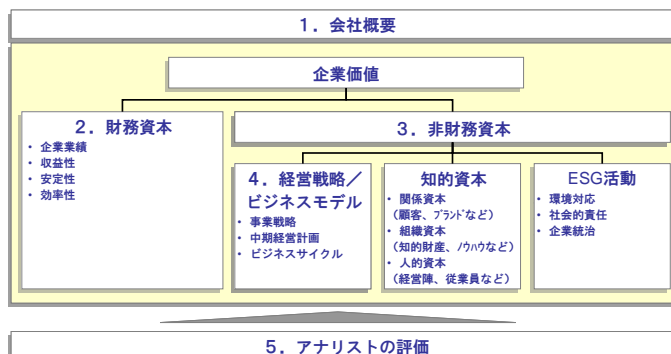 1．会社概要
企業価値
2．財務資本
・ 企業業績
・ 収益性
・ 安定性
・ 効率性
3．非財務資本
4．経営戦略／
ビジネスモデル
・ 事業戦略
・ 中期経営計画
・ ビジネスサイクル
知的資本
・ 関係資本
（顧客、ﾌﾞﾗﾝﾄﾞなど）
・ 組織資本
（知的財産、ﾉｳﾊｳなど）
・ 人的資本
（経営陣、従業員など）
ESG活動
・ 環境対応
・ 社会的責任
・ 企業統治
5．アナリストの評価